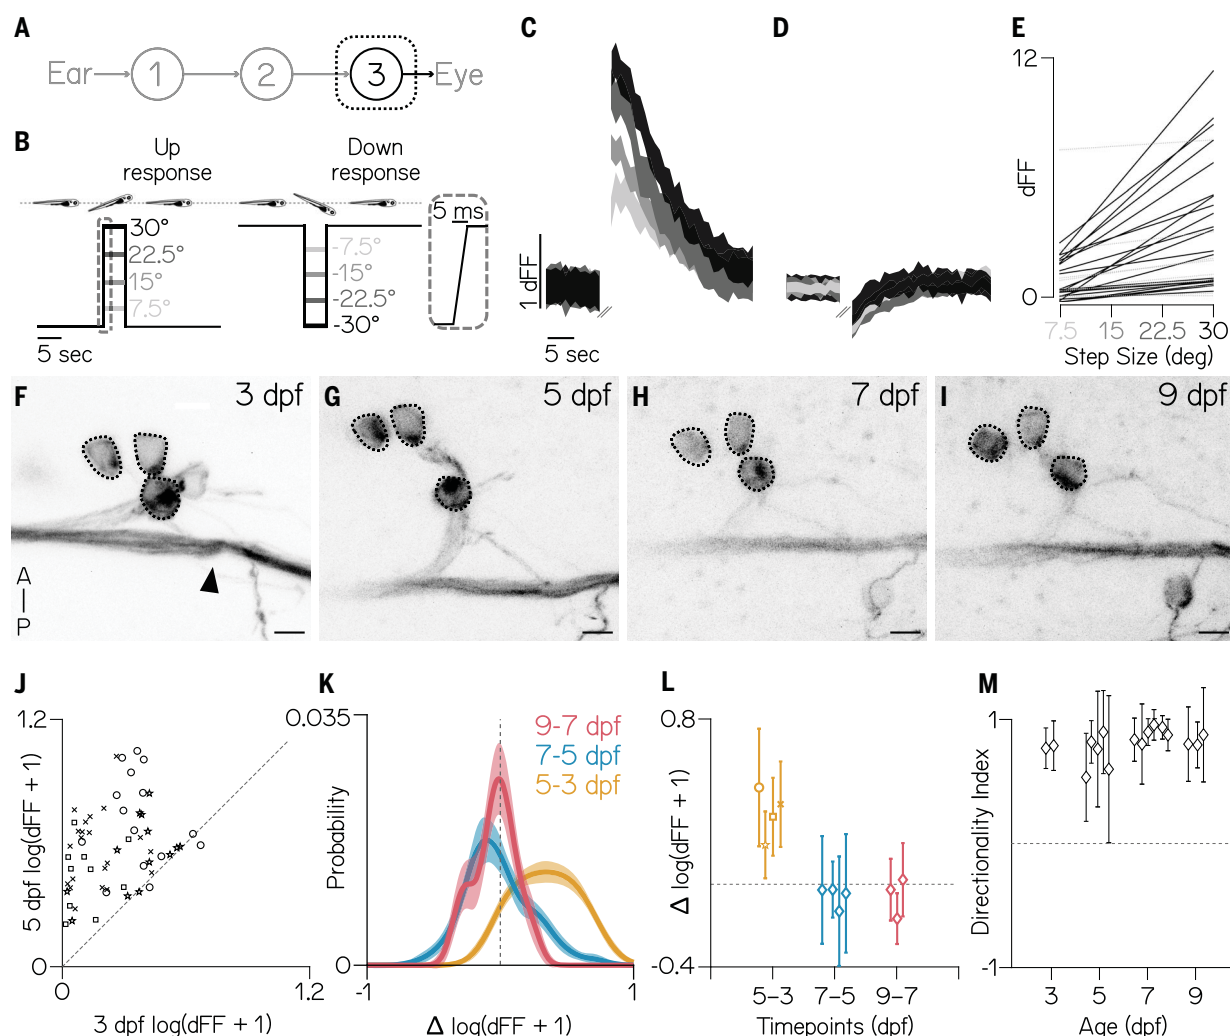 A
Ear 1 2 3 Eye
B
Up response
Down response
30°
22.5°
15°
7.5°
5 sec
-7.5°
-15°
-22.5°
-30°
5 ms
C
1 dFF
5 sec
D
E
12
dFF
0
7.5 15 22.5 30
Step Size (deg)
F
3 dpf
A
P
G
5 dpf
H
7 dpf
I
9 dpf
J
1.2
5 dpf log(dFF + 1)
0
0 1.2
3 dpf log(dFF + 1)
K
0.035
Probability
0
9-7 dpf
7-5 dpf
5-3 dpf
-1 1
Δ log(dFF + 1)
L
0.8
Δ log(dFF + 1)
-0.4
5-3 7-5 9-7
Timepoints (dpf)
M
1
Directionality Index
-1
3 5 7 9
Age (dpf)